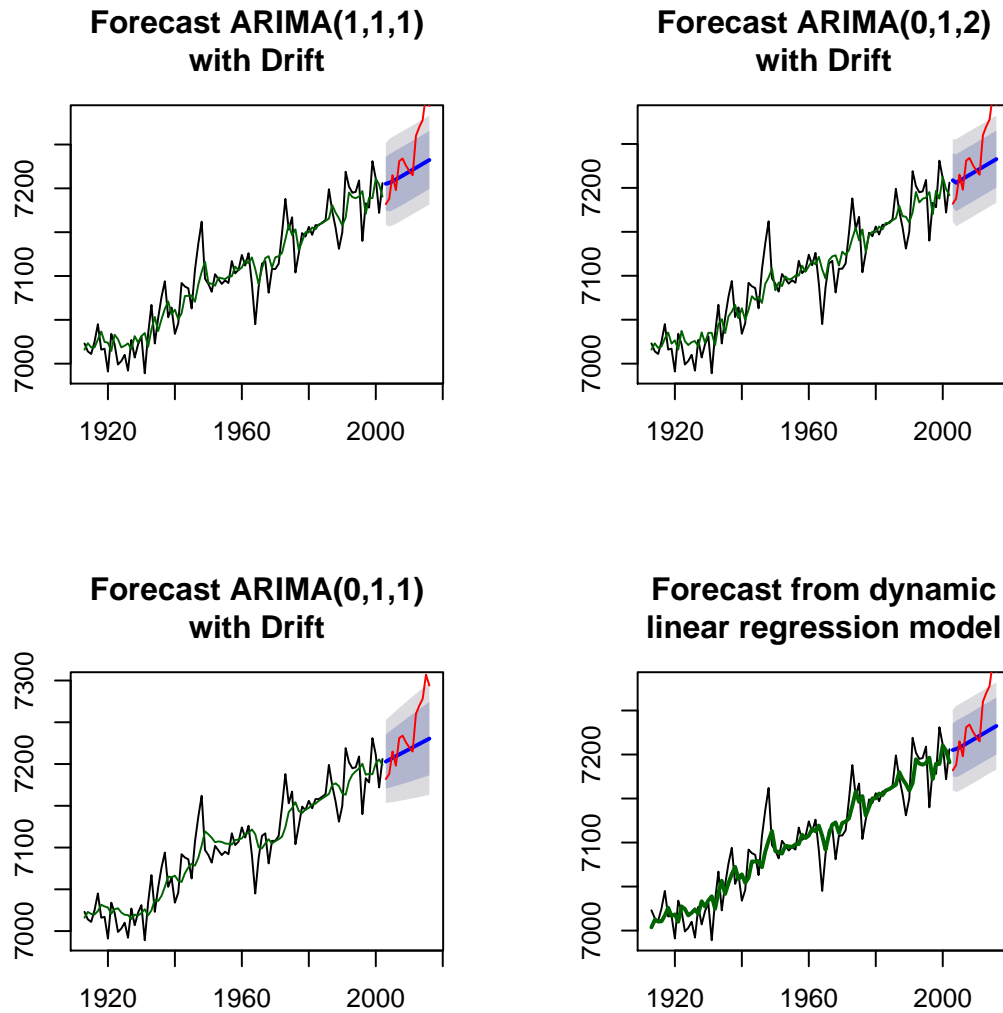 Forecast ARIMA(1,1,1)
with Drift
7200
7100
7000
1920 1960 2000
Forecast ARIMA(0,1,2)
with Drift
7200
7100
7000
1920 1960 2000
Forecast ARIMA(0,1,1)
with Drift
7300
7200
7100
7000
1920 1960 2000
Forecast from dynamic
linear regression model
7200
7100
7000
1920 1960 2000